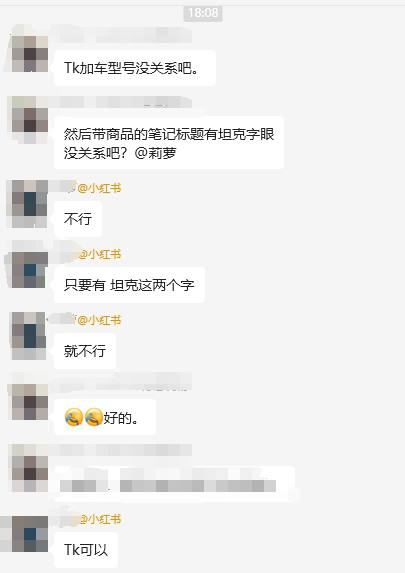 18:08
Tk加车型号没关系吧。
然后带商品的笔记标题有坦克字眼
没关系吧？@莉萝
@小红书
不行
@小红书
只要有 坦克这两个字
@小红书
就不行
好的。
@小红书
Tk可以